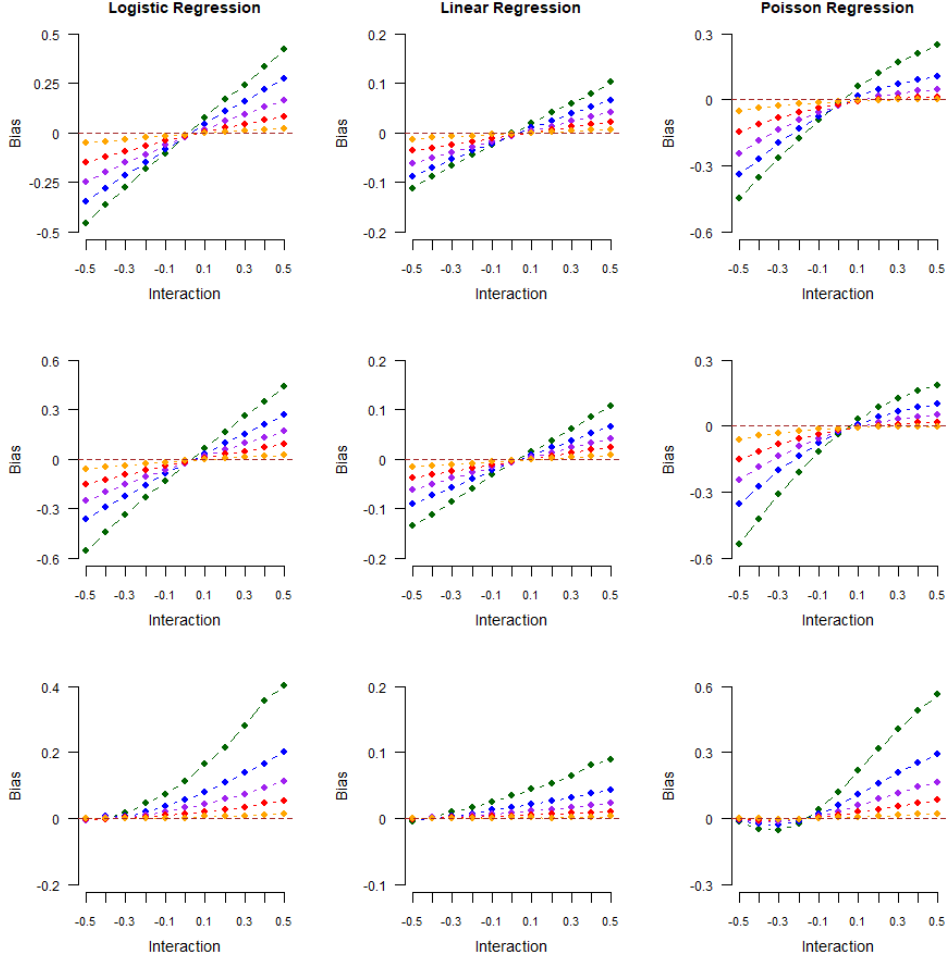 Logistic Regression Linear Regression Poisson Regression
0.5 0.2 0.3
0.25 0.1 0
0 0 -0.3
-0.25 -0.1 -0.6
-0.5 -0.2
Bias Bias Bias
-0.5 -0.3 -0.1 0.1 0.3 0.5 -0.5 -0.3 -0.1 0.1 0.3 0.5 -0.5 -0.3 -0.1 0.1 0.3 0.5
Interaction Interaction Interaction
0.6 0.2 0.3
0.3 0.1 0
0 0 -0.3
-0.3 -0.1 -0.6
-0.6 -0.2
Bias Bias Bias
-0.5 -0.3 -0.1 0.1 0.3 0.5 -0.5 -0.3 -0.1 0.1 0.3 0.5 -0.5 -0.3 -0.1 0.1 0.3 0.5
Interaction Interaction Interaction
0.4 0.2 0.6
0.2 0.1 0.3
0 0 0
-0.2 -0.1 -0.3
Bias Bias Bias
-0.5 -0.3 -0.1 0.1 0.3 0.5 -0.5 -0.3 -0.1 0.1 0.3 0.5 -0.5 -0.3 -0.1 0.1 0.3 0.5
Interaction Interaction Interaction